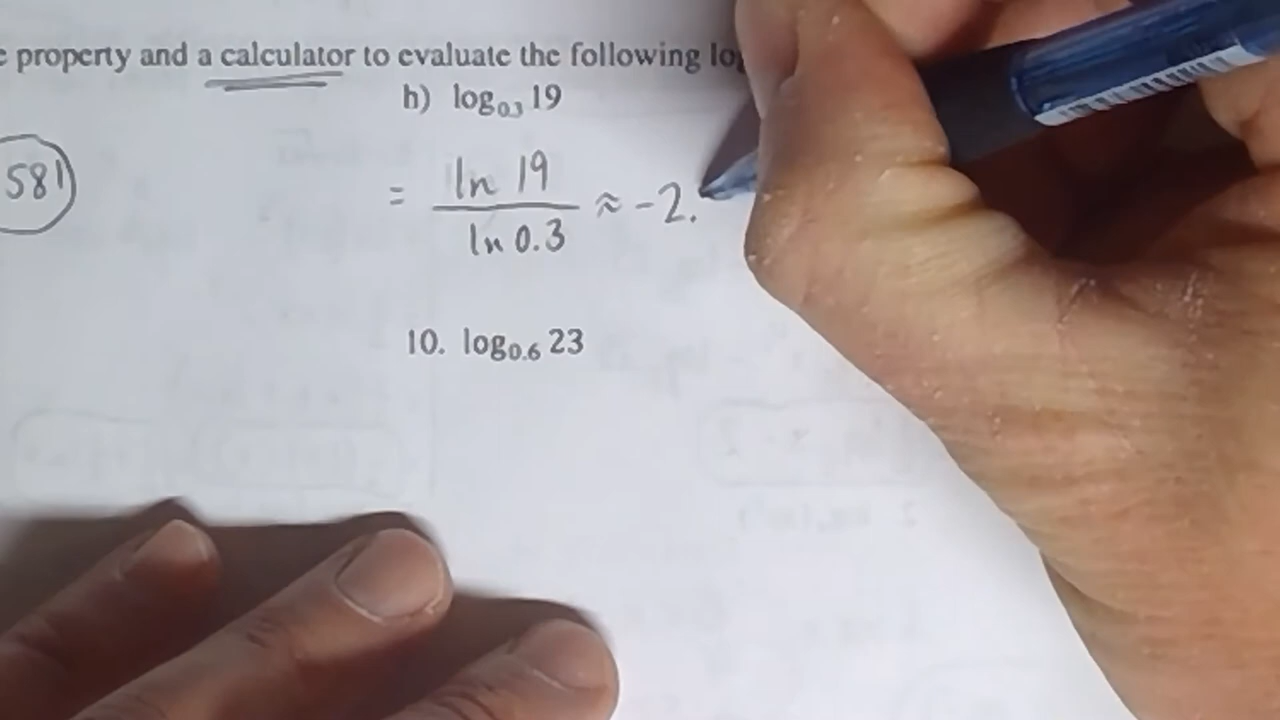 property and a calculator to evaluate the following
h) log₀.₃ 19
581
= ln 19 / ln 0.3 ≈ -2.
10. log₀.₆ 23